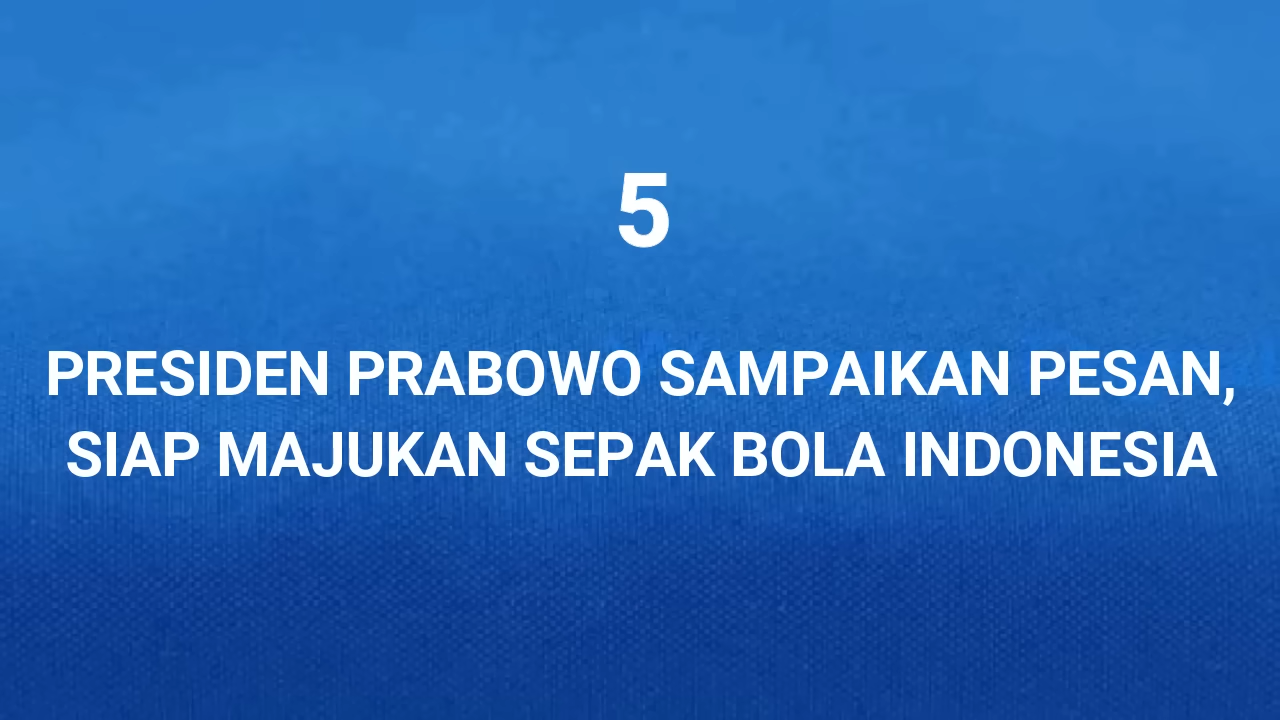 5
PRESIDEN PRABOWO SAMPAIKAN PESAN,
SIAP MAJUKAN SEPAK BOLA INDONESIA